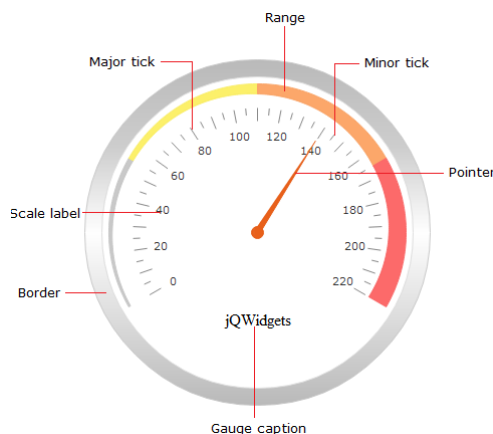 Range
Major tick
Minor tick
100 120
80 140
60 160
Pointer
40 180
Scale label
20 200
0 220
Border
jQWidgets
Gauge caption